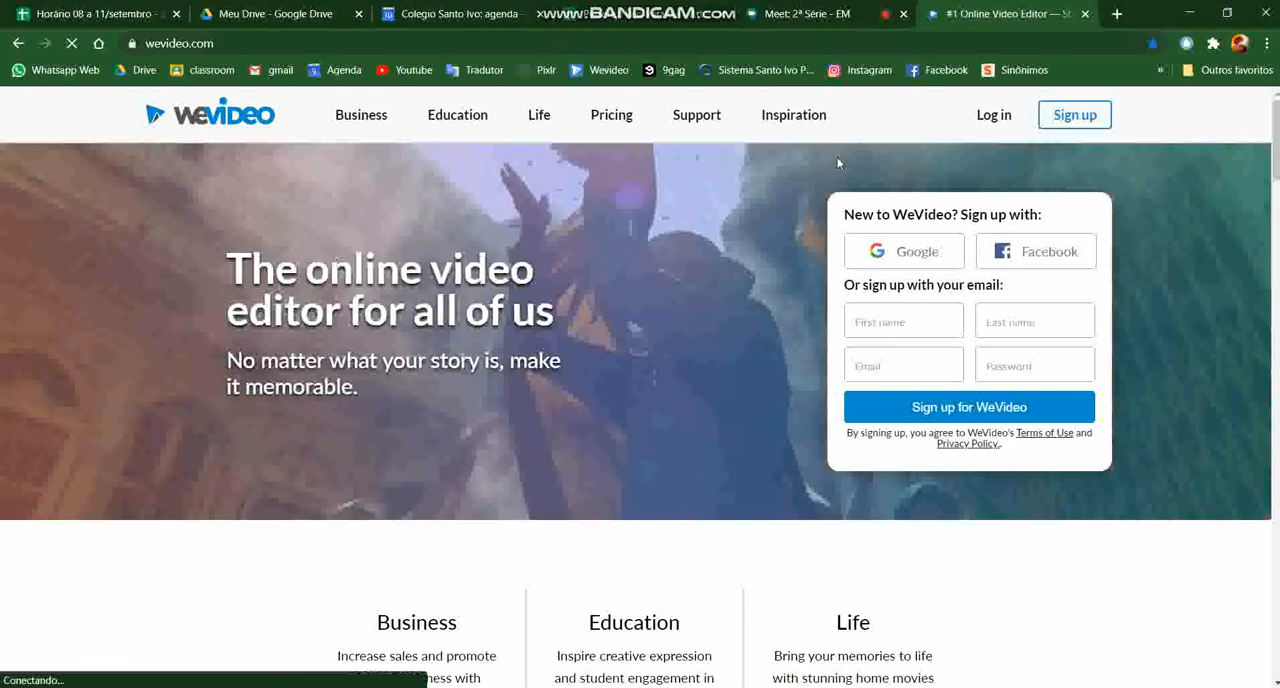 Horário 08 a 11/setembro -
Meu Drive - Google Drive
Colegio Santo Ivo: agenda
www.BANDICAM.com
Meet: 2ª Série - EM
#1 Online Video Editor —
wevideo.com
Whatsapp Web
Drive
classroom
gmail
Agenda
Youtube
Tradutor
Pixlr
Wevideo
9gag
Sistema Santo Ivo P...
Instagram
Facebook
Sinônimos
»
Outros favoritos
WeVideo
Business
Education
Life
Pricing
Support
Inspiration
Log in
Sign up
The online video
editor for all of us
No matter what your story is, make
it memorable.
New to WeVideo? Sign up with:
Google
Facebook
Or sign up with your email:
First name
Last name
Email
Password
Sign up for WeVideo
By signing up, you agree to WeVideo's Terms of Use and
Privacy Policy..
Business
Education
Life
Increase sales and promote
Inspire creative expression
Bring your memories to life
with
and student engagement in
with stunning home movies
Conectando...